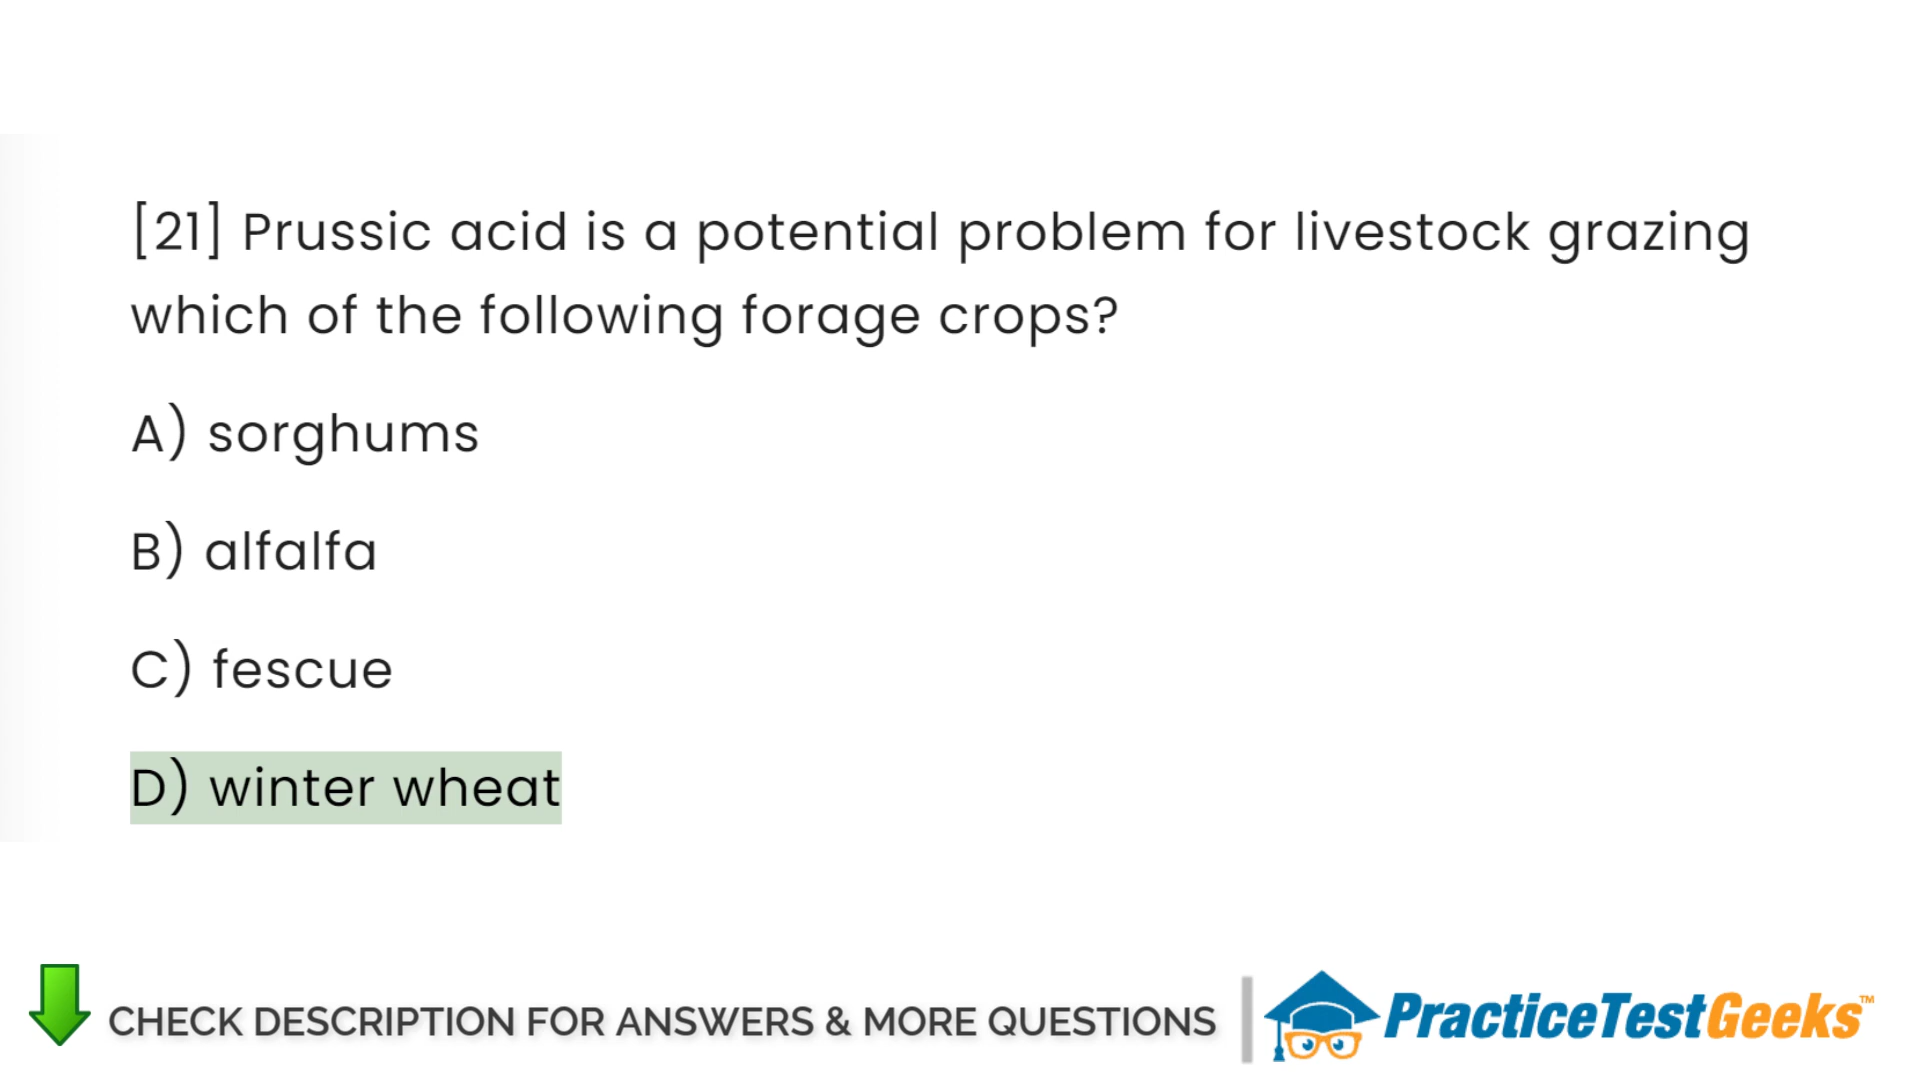 [21] Prussic acid is a potential problem for livestock grazing
which of the following forage crops?
A) sorghums
B) alfalfa
C) fescue
D) winter wheat
CHECK DESCRIPTION FOR ANSWERS & MORE QUESTIONS
PracticeTestGeeks™